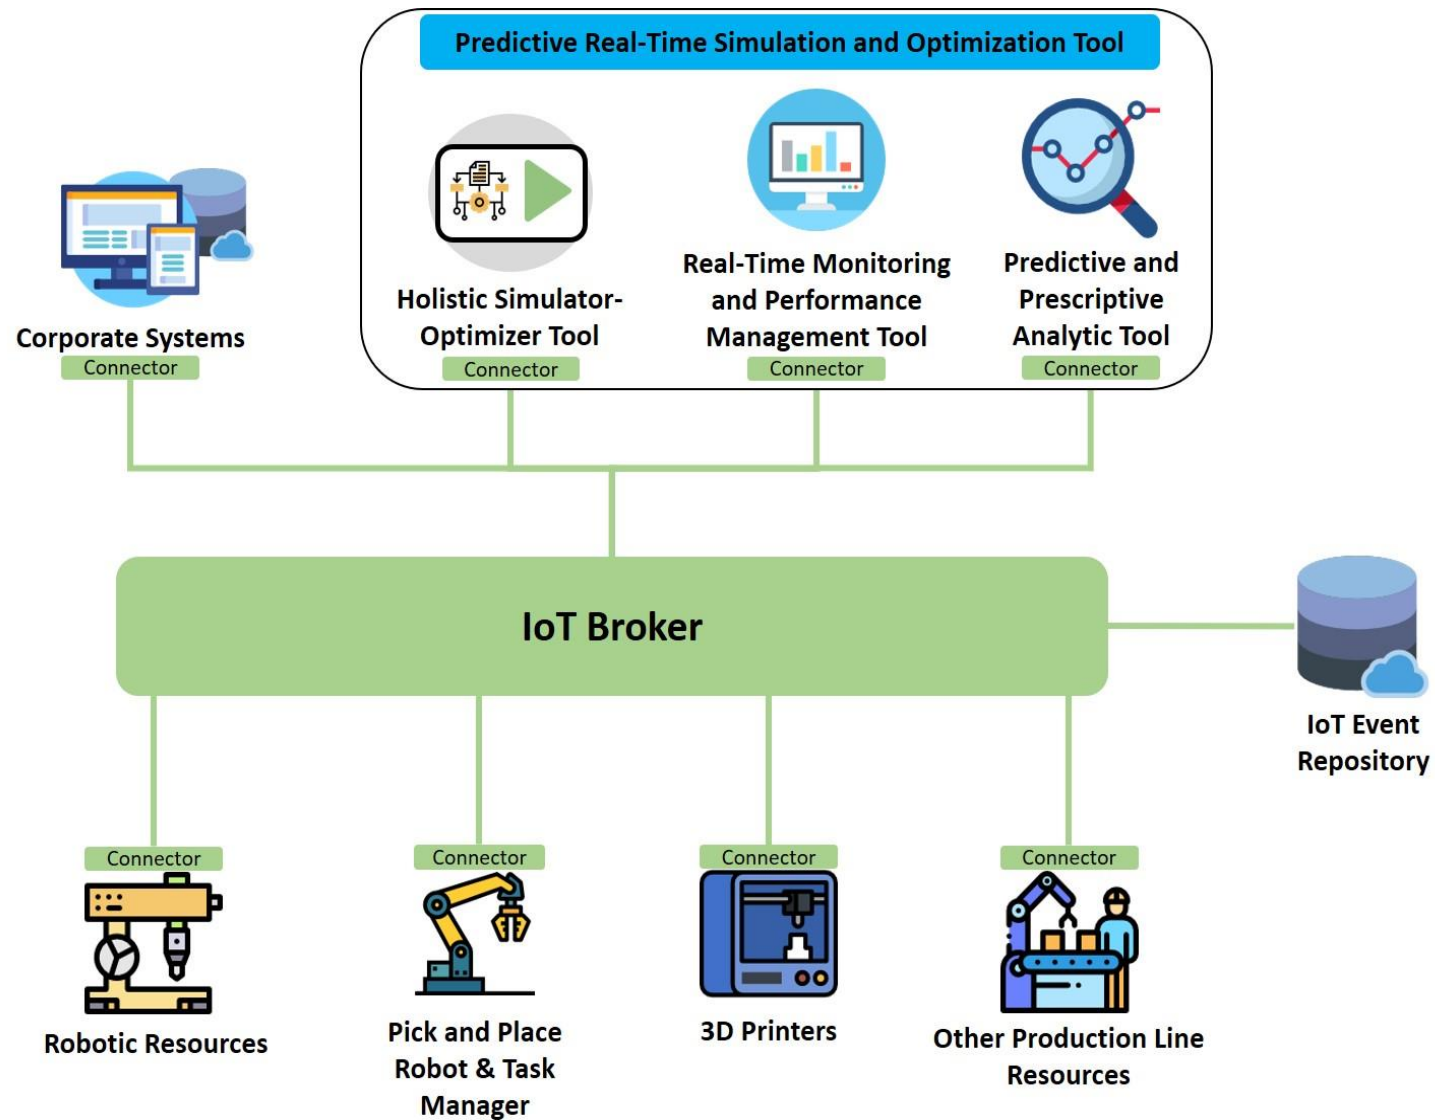 Predictive Real-Time Simulation and Optimization Tool
Corporate Systems
Connector
Holistic Simulator-
Optimizer Tool
Connector
Real-Time Monitoring
and Performance
Management Tool
Connector
Predictive and
Prescriptive
Analytic Tool
Connector
IoT Broker
IoT Event
Repository
Connector
Robotic Resources
Connector
Pick and Place
Robot & Task
Manager
Connector
3D Printers
Connector
Other Production Line
Resources